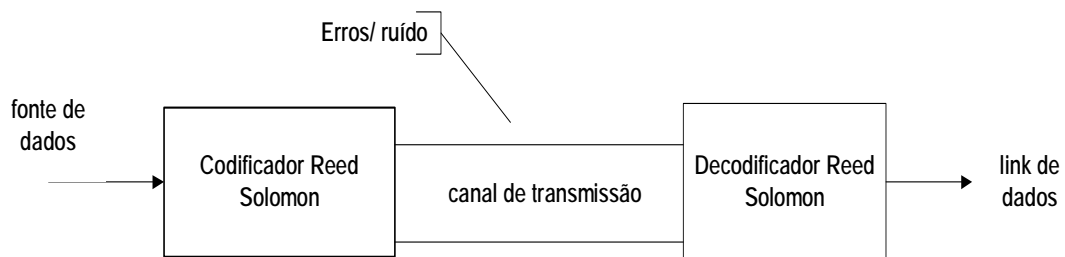 Erros/ ruído
fonte de
dados
Codificador Reed
Solomon
canal de transmissão
Decodificador Reed
Solomon
link de
dados